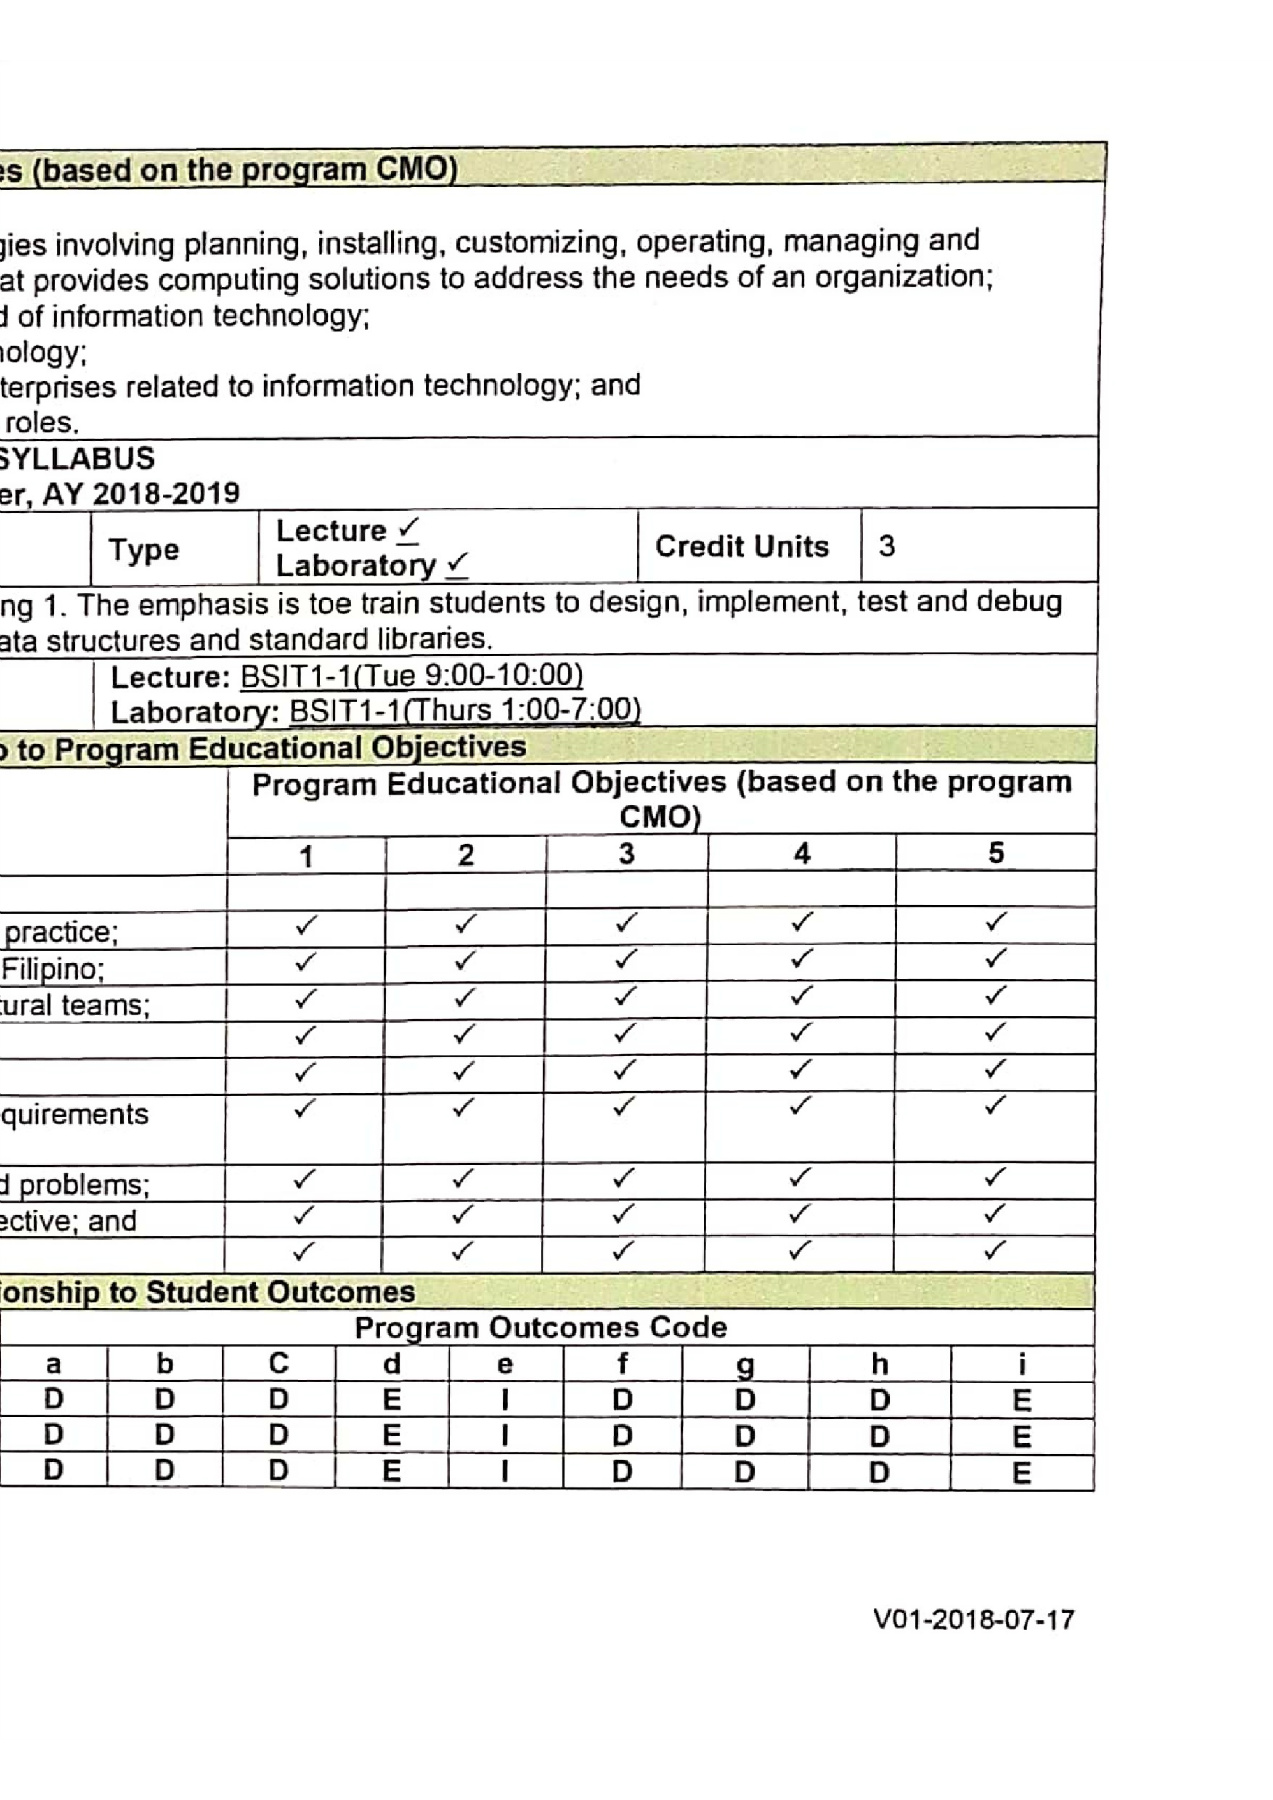 es (based on the program CMO)
gies involving planning, installing, customizing, operating, managing and
at provides computing solutions to address the needs of an organization;
d of information technology;
nology;
terprises related to information technology; and
roles.
SYLLABUS
er, AY 2018-2019
Type
Lecture ✓
Laboratory ✓
Credit Units
3
ng 1. The emphasis is toe train students to design, implement, test and debug
ata structures and standard libraries.
Lecture: BSIT1-1(Tue 9:00-10:00)
Laboratory: BSIT1-1(Thurs 1:00-7:00)
to Program Educational Objectives
Program Educational Objectives (based on the program
CMO)
1 2 3 4 5
practice; ✓ ✓ ✓ ✓ ✓
Filipino; ✓ ✓ ✓ ✓ ✓
tural teams; ✓ ✓ ✓ ✓ ✓
✓ ✓ ✓ ✓ ✓
✓ ✓ ✓ ✓ ✓
quirements ✓ ✓ ✓ ✓ ✓
d problems; ✓ ✓ ✓ ✓ ✓
ective; and ✓ ✓ ✓ ✓ ✓
✓ ✓ ✓ ✓ ✓
ionship to Student Outcomes
Program Outcomes Code
a b C d e f g h i
D D D E I D D D E
D D D E I D D D E
D D D E I D D D E
V01-2018-07-17